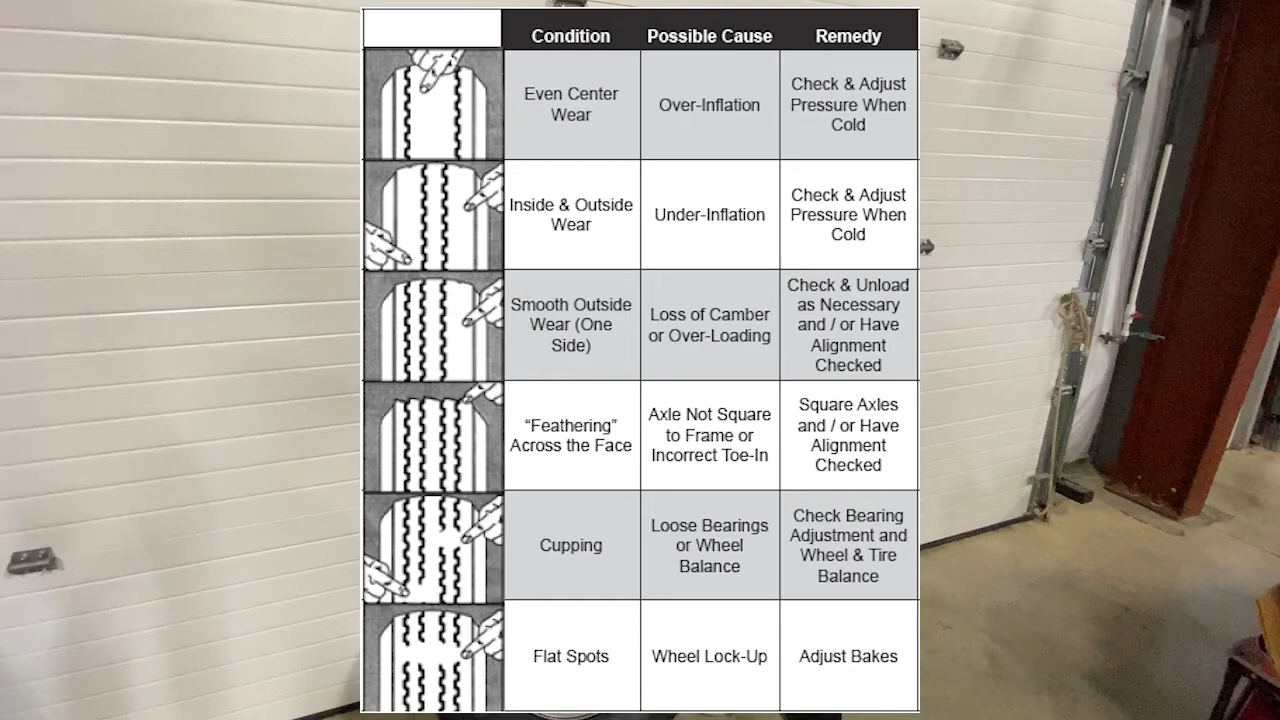 Condition Possible Cause Remedy
Even Center
Wear
Over-Inflation
Check & Adjust
Pressure When
Cold
Inside & Outside
Wear
Under-Inflation
Check & Adjust
Pressure When
Cold
Smooth Outside
Wear (One
Side)
Loss of Camber
or Over-Loading
Check & Unload
as Necessary
and / or Have
Alignment
Checked
“Feathering”
Across the Face
Axle Not Square
to Frame or
Incorrect Toe-In
Square Axles
and / or Have
Alignment
Checked
Cupping
Loose Bearings
or Wheel
Balance
Check Bearing
Adjustment and
Wheel & Tire
Balance
Flat Spots
Wheel Lock-Up
Adjust Bakes